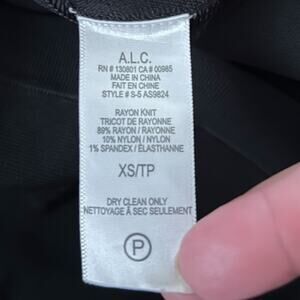 A.L.C.
RN # 130801 CA # 00985
MADE IN CHINA
FAIT EN CHINE
STYLE # S-5 AS9824
RAYON KNIT
TRICOT DE RAYONNE
89% RAYON / RAYONNE
10% NYLON / NYLON
1% SPANDEX / ÉLASTHANNE
XS/TP
DRY CLEAN ONLY
NETTOYAGE À SEC SEULEMENT
P